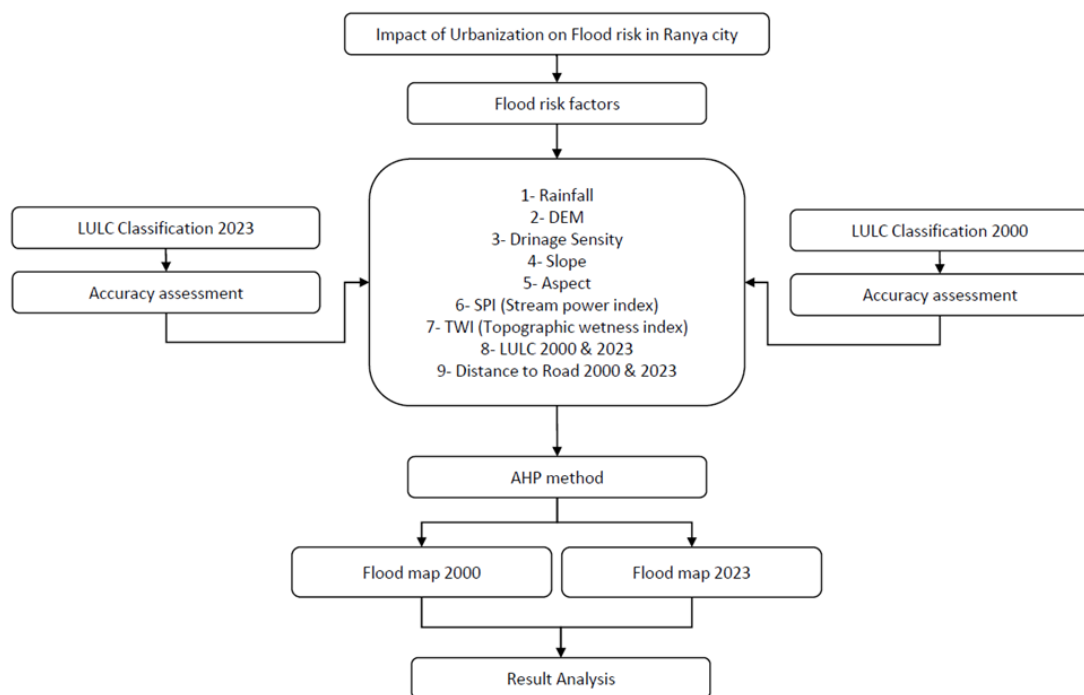 Impact of Urbanization on Flood risk in Ranya city
Flood risk factors
LULC Classification 2023
Accuracy assessment
1- Rainfall
2- DEM
3- Drinage Sensity
4- Slope
5- Aspect
6- SPI (Stream power index)
7- TWI (Topographic wetness index)
8- LULC 2000 & 2023
9- Distance to Road 2000 & 2023
LULC Classification 2000
Accuracy assessment
AHP method
Flood map 2000
Flood map 2023
Result Analysis